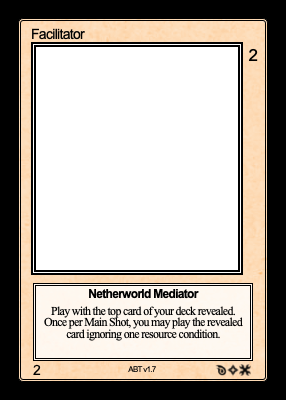 Facilitator
2
Netherworld Mediator
Play with the top card of your deck revealed.
Once per Main Shot, you may play the revealed
card ignoring one resource condition.
2
ABT v1.7